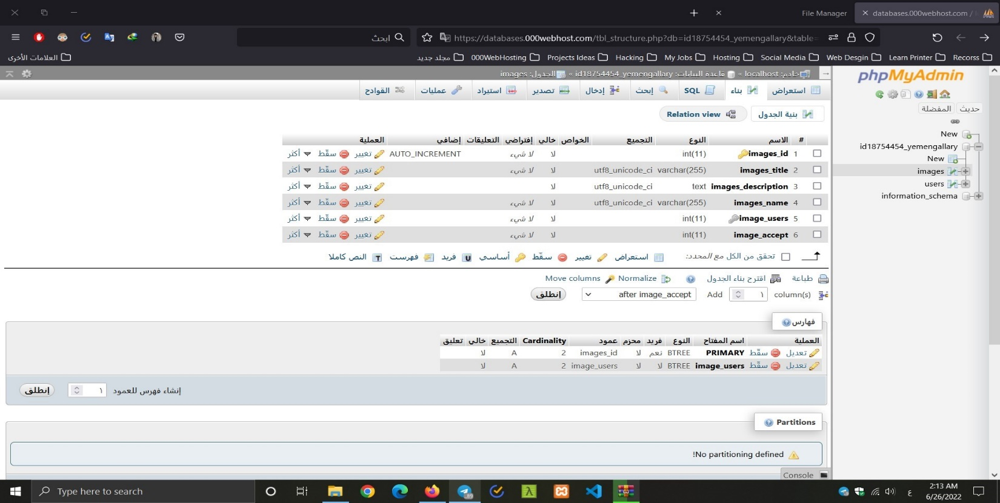 File Manager
databases.000webhost.com /
ابحث
https://databases.000webhost.com/tbl_structure.php?db=id18754454_yemengallary&table=
Recorss
Learn Printer
Web Desgin
Social Media
Hosting
My Jobs
Hacking
Projects Ideas
000WebHosting
مجلد جديد
العلامات الأخرى
خادم: localhost » قاعدة البيانات: id18754454_yemengallary » الجدول: images
استعراض
بناء
SQL
إبحث
إدخال
تصدير
استيراد
عمليات
القوادح
بنية الجدول
Relation view
# الاسم النوع التجميع الخواص خالي إفتراضي التعليقات إضافي العملية
1 images_id int(11) لا لا شيء AUTO_INCREMENT تغيير سقّط أكثر
2 images_title varchar(255) utf8_unicode_ci لا لا شيء تغيير سقّط أكثر
3 images_description text utf8_unicode_ci لا تغيير سقّط أكثر
4 images_name varchar(255) utf8_unicode_ci لا لا شيء تغيير سقّط أكثر
5 image_users int(11) لا لا شيء تغيير سقّط أكثر
6 image_accept int(11) لا لا شيء تغيير سقّط أكثر
تحقق من الكل مع المحدد: استعراض تغيير سقّط أساسي فريد فهرست النص كاملا
طباعة اقترح بناء الجدول Normalize Move columns
column(s) ١ Add after image_accept إنطلق
فهارس
العملية اسم المفتاح النوع فريد محزم عمود Cardinality التجميع خالي تعليق
تعديل سقّط PRIMARY BTREE نعم لا images_id 2 A لا
تعديل سقّط image_users BTREE لا لا image_users 2 A لا
إنشاء فهرس للعمود ١ إنطلق
Partitions
No partitioning defined!
Console
phpMyAdmin
حديث المفضلة
New
id18754454_yemengallary
New
images
users
information_schema
Type here to search
89
ع
2:13 AM
6/26/2022